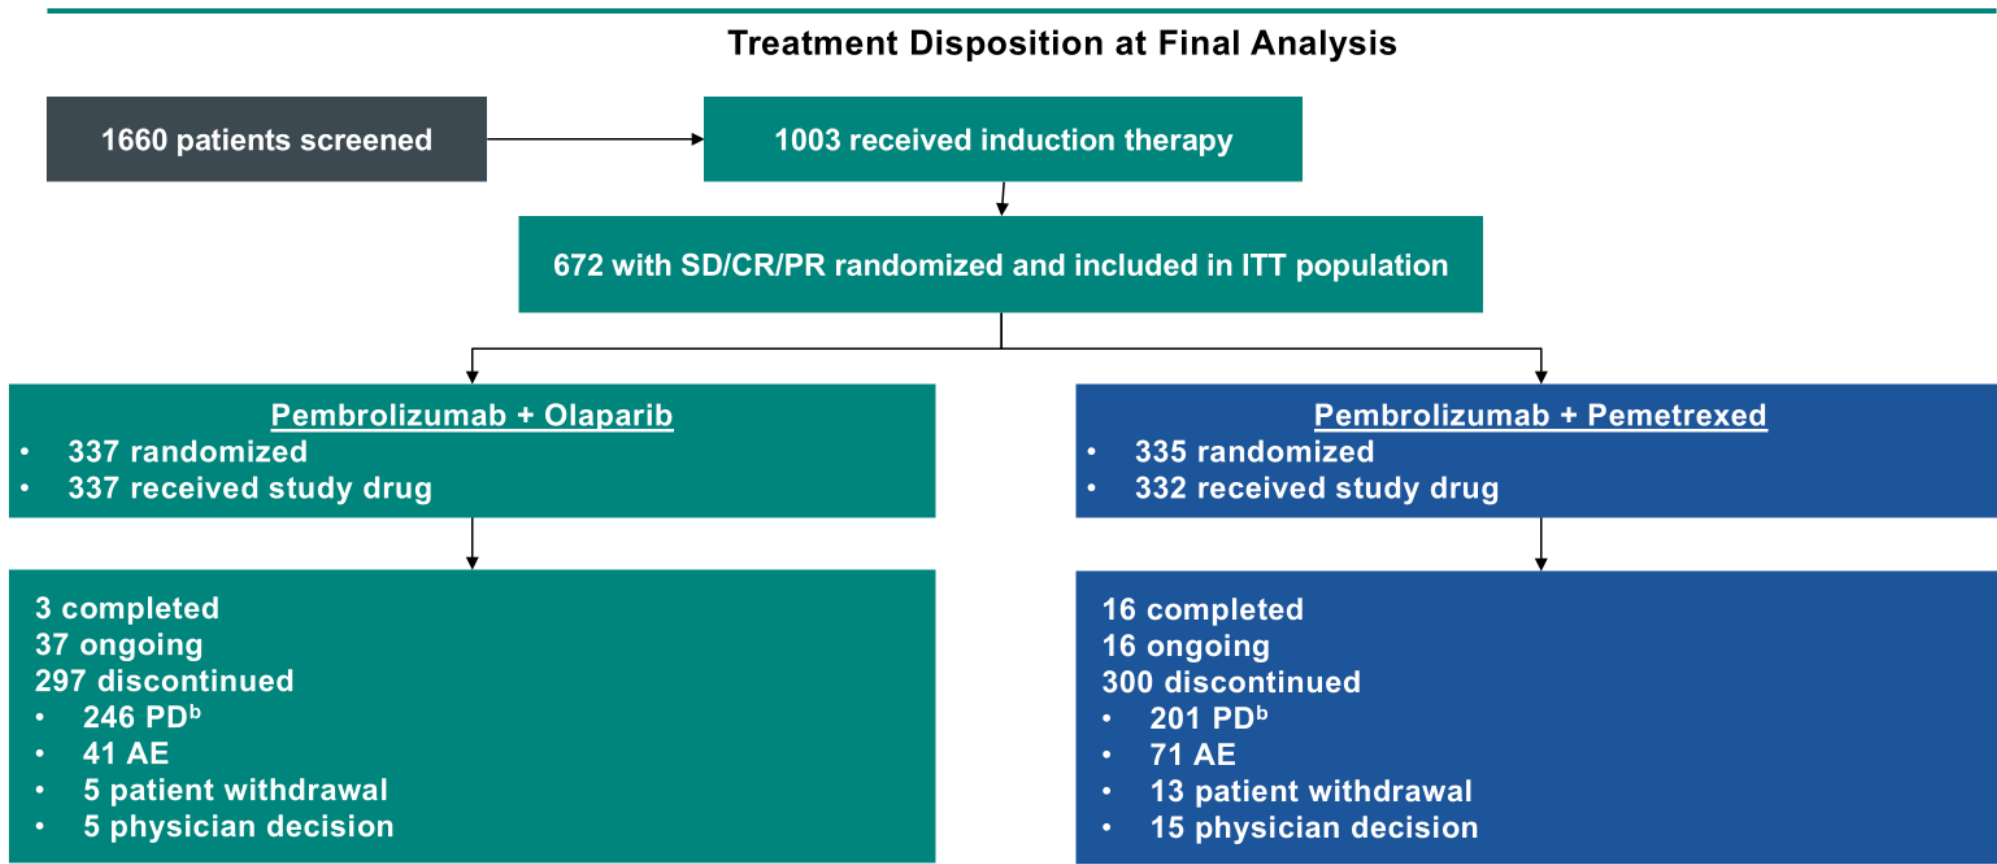 Treatment Disposition at Final Analysis
1660 patients screened
1003 received induction therapy
672 with SD/CR/PR randomized and included in ITT population
Pembrolizumab + Olaparib
• 337 randomized
• 337 received study drug
Pembrolizumab + Pemetrexed
• 335 randomized
• 332 received study drug
3 completed
37 ongoing
297 discontinued
• 246 PDᵇ
• 41 AE
• 5 patient withdrawal
• 5 physician decision
16 completed
16 ongoing
300 discontinued
• 201 PDᵇ
• 71 AE
• 13 patient withdrawal
• 15 physician decision